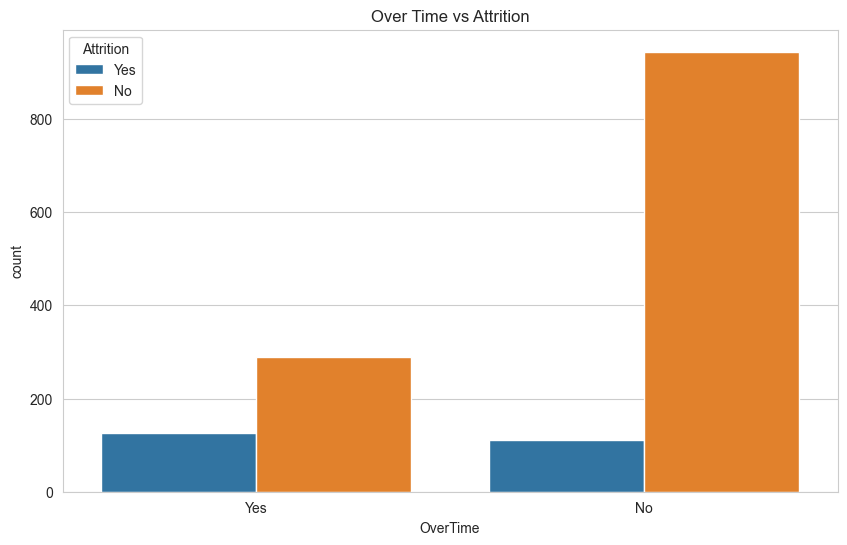 Over Time vs Attrition
Attrition
Yes
No
800
600
400
200
0
count
Yes
No
OverTime